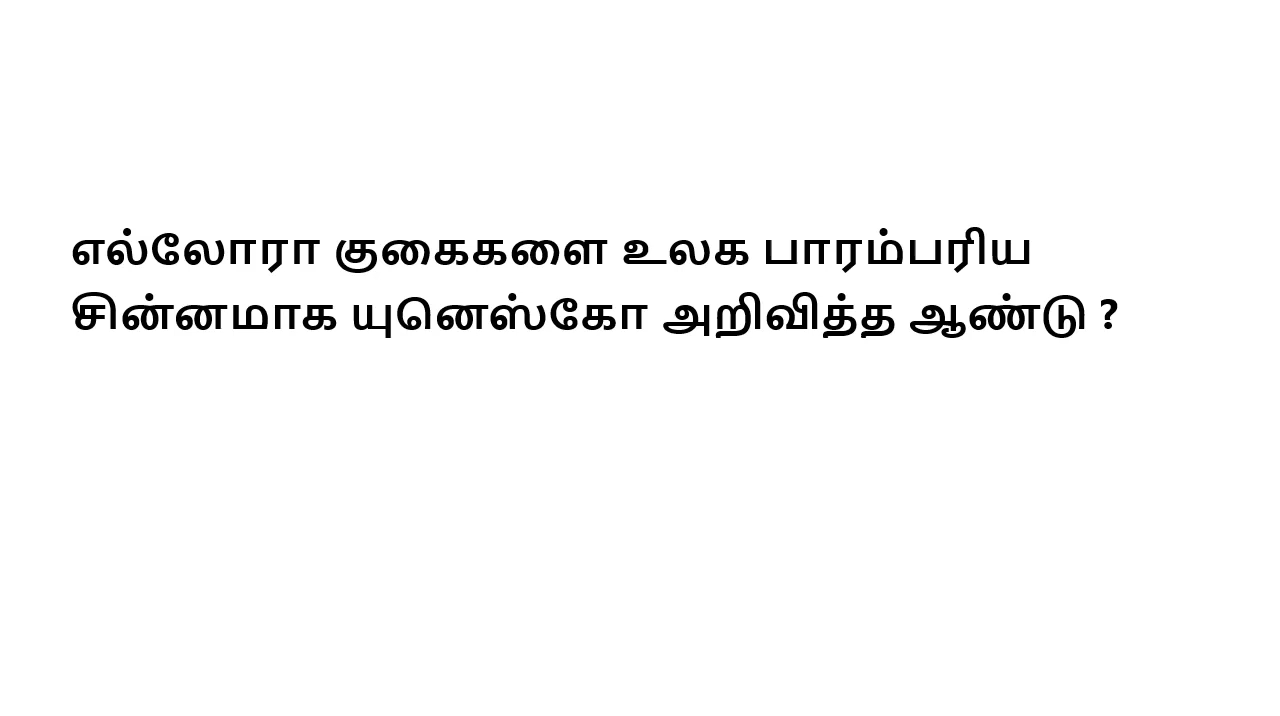 எல்லோரா குகைகளை உலக பாரம்பரிய
சின்னமாக யுனெஸ்கோ அறிவித்த ஆண்டு ?